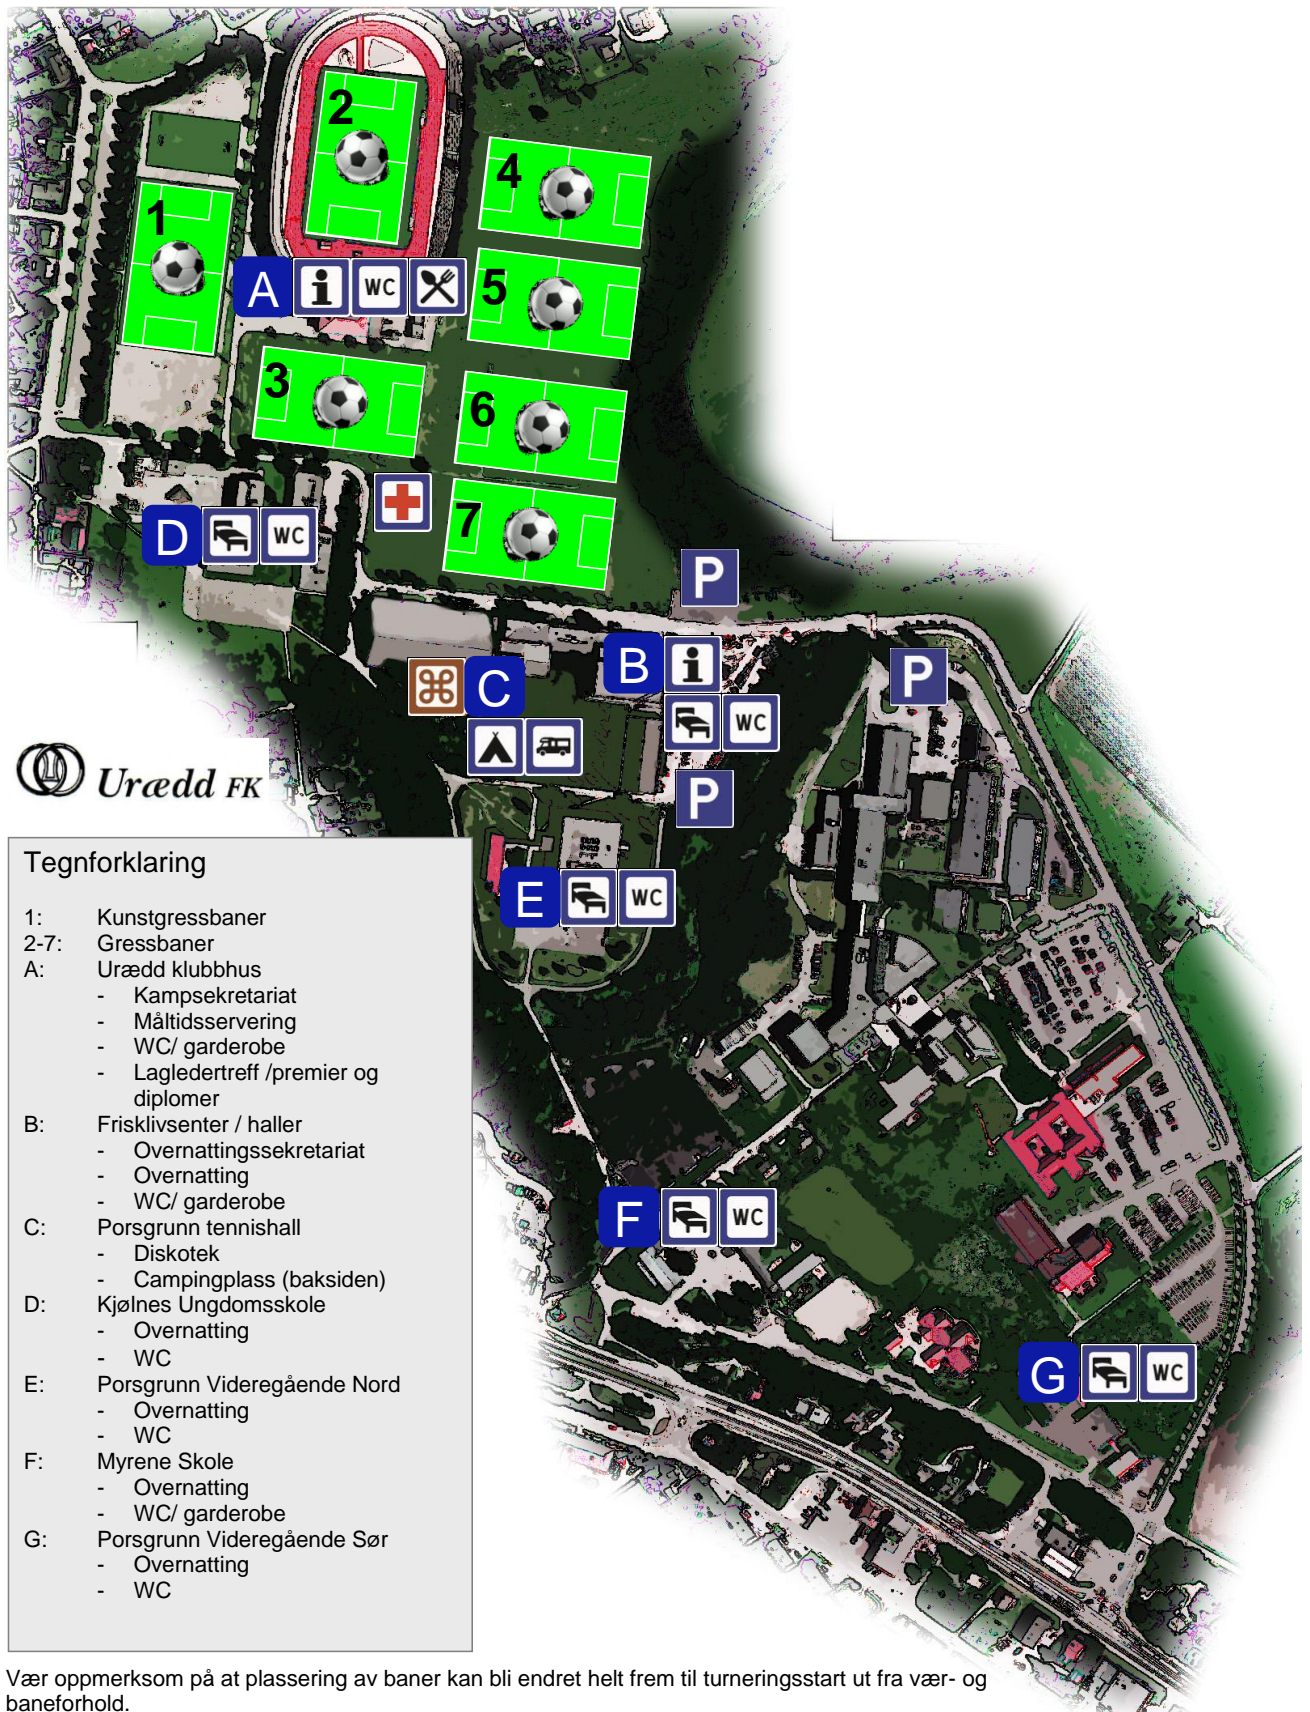 2
4
1
A
i
WC
5
3
6
7
D
WC
P
B
i
P
C
WC
P
Urædd FK
E
WC
F
WC
G
WC
Tegnforklaring
1: Kunstgressbaner
2-7: Gressbaner
A: Urædd klubbhus
- Kampsekretariat
- Måltidsservering
- WC/ garderobe
- Lagledertreff /premier og
diplomer
B: Frisklivsenter / haller
- Overnattingssekretariat
- Overnatting
- WC/ garderobe
C: Porsgrunn tennishall
- Diskotek
- Campingplass (baksiden)
D: Kjølnes Ungdomsskole
- Overnatting
- WC
E: Porsgrunn Videregående Nord
- Overnatting
- WC
F: Myrene Skole
- Overnatting
- WC/ garderobe
G: Porsgrunn Videregående Sør
- Overnatting
- WC
Vær oppmerksom på at plassering av baner kan bli endret helt frem til turneringsstart ut fra vær- og
baneforhold.